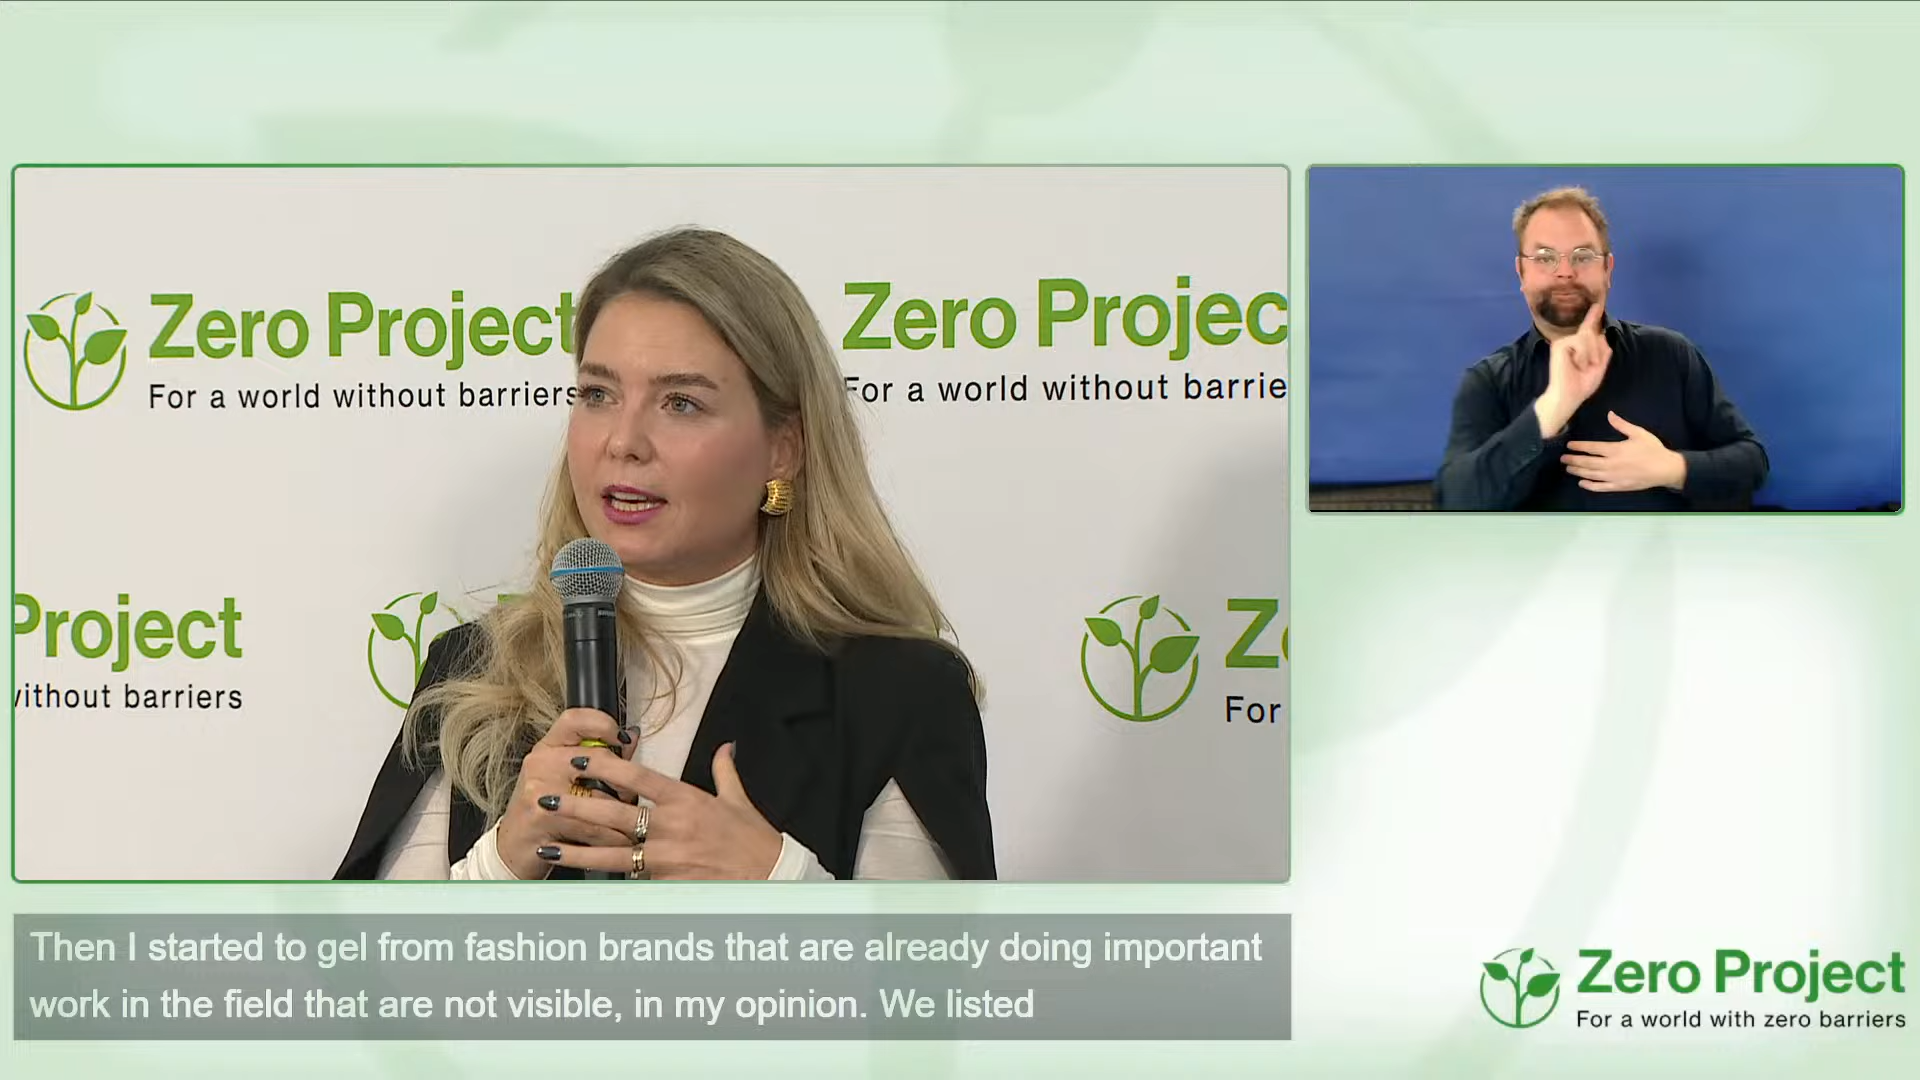 Zero Project
For a world without barriers
Zero Projec
For a world without barrie
Project
without barriers
Z
For
Then I started to gel from fashion brands that are already doing important
work in the field that are not visible, in my opinion. We listed
Zero Project
For a world with zero barriers